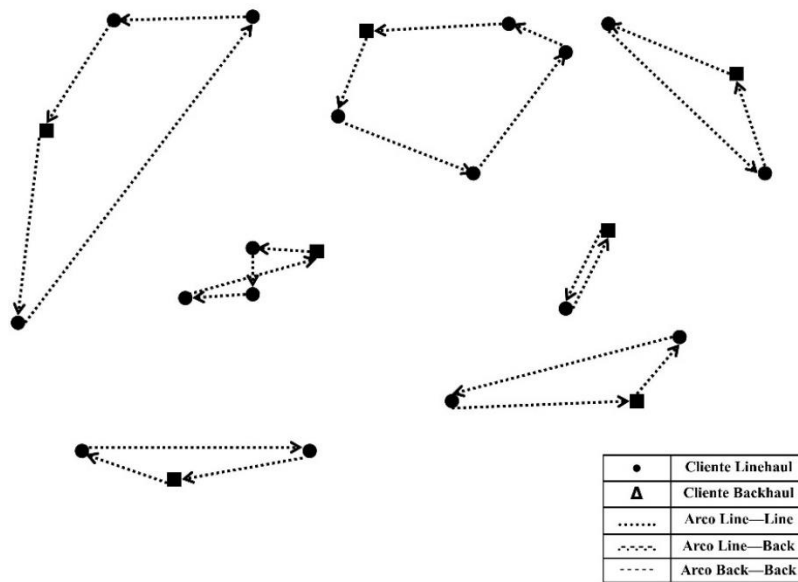 Cliente Linehaul
Δ Cliente Backhaul
Arco Line—Line
Arco Line—Back
Arco Back—Back